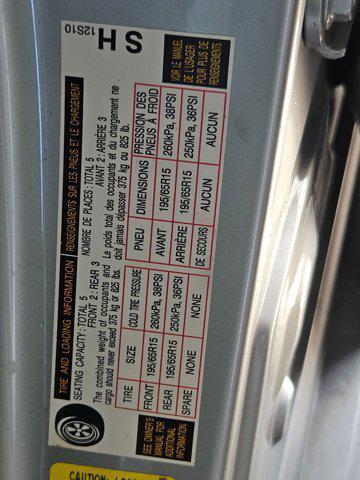 TIRE AND LOADING INFORMATION
SEATING CAPACITY : TOTAL 5
FRONT 2 : REAR 3
The combined weight of occupants and
cargo should never exceed 375 kg or 825 lbs.
TIRE SIZE COLD TIRE PRESSURE
FRONT 195/65R15 260kPa, 38PSI
REAR 195/65R15 250kPa, 36PSI
SPARE NONE NONE
SEE OWNER'S
MANUAL FOR
ADDITIONAL
INFORMATION
RENSEIGNEMENTS SUR LES PNEUS ET LE CHARGEMENT
NOMBRE DE PLACES : TOTAL 5
AVANT 2 : ARRIÈRE 3
Le poids total des occupants et du chargement ne
doit jamais dépasser 375 kg ou 825 lb.
PNEU DIMENSIONS PRESSION DES
PNEUS À FROID
AVANT 195/65R15 260kPa, 38PSI
ARRIÈRE 195/65R15 250kPa, 36PSI
DE SECOURS AUCUN AUCUN
VOIR LE MANUEL
DE L'USAGER
POUR PLUS DE
RENSEIGNEMENTS
12S10
SH
CAUTION: